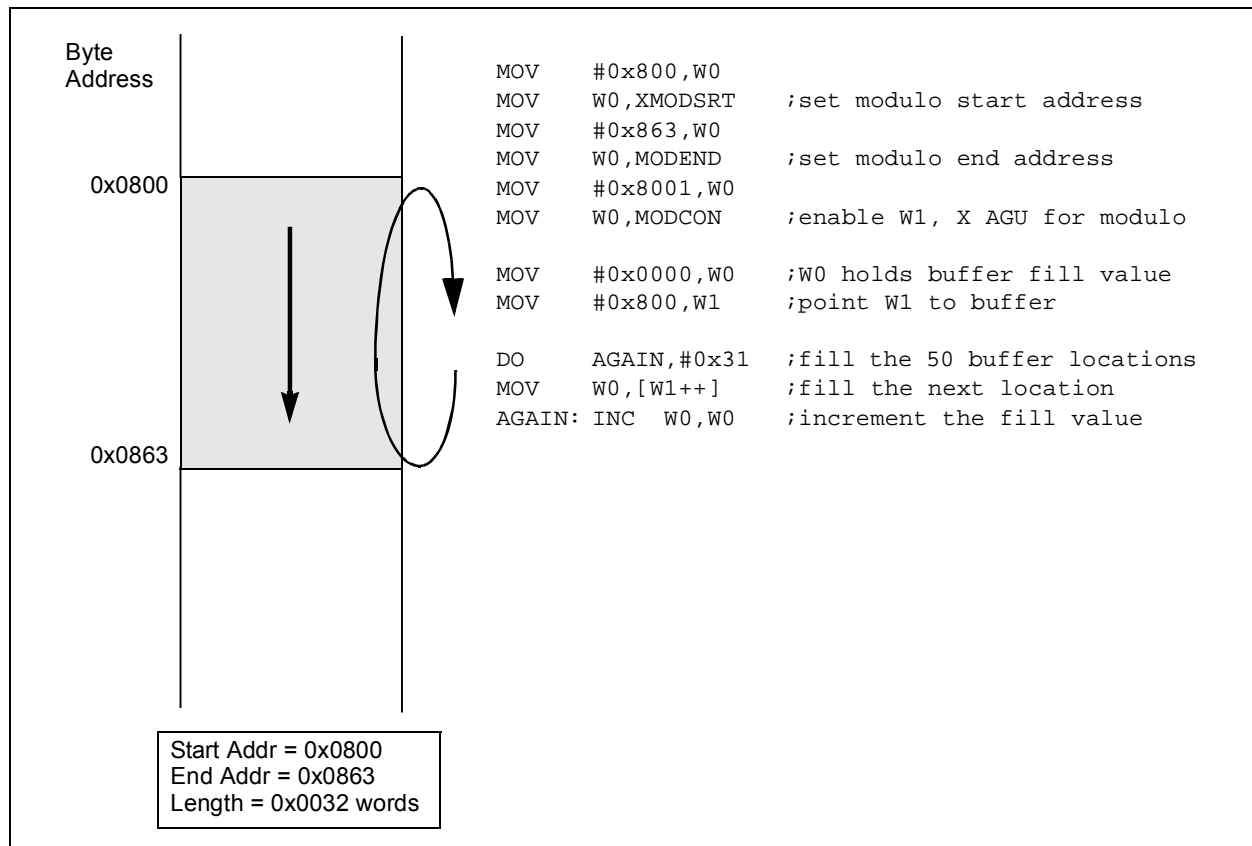 Byte
Address
MOV #0x800,W0
MOV W0,XMODSRT ;set modulo start address
MOV #0x863,W0
MOV W0,MODEND ;set modulo end address
MOV #0x8001,W0
MOV W0,MODCON ;enable W1, X AGU for modulo
MOV #0x0000,W0 ;W0 holds buffer fill value
MOV #0x800,W1 ;point W1 to buffer
DO AGAIN,#0x31 ;fill the 50 buffer locations
MOV W0,[W1++] ;fill the next location
AGAIN: INC W0,W0 ;increment the fill value
0x0800
0x0863
Start Addr = 0x0800
End Addr = 0x0863
Length = 0x0032 words